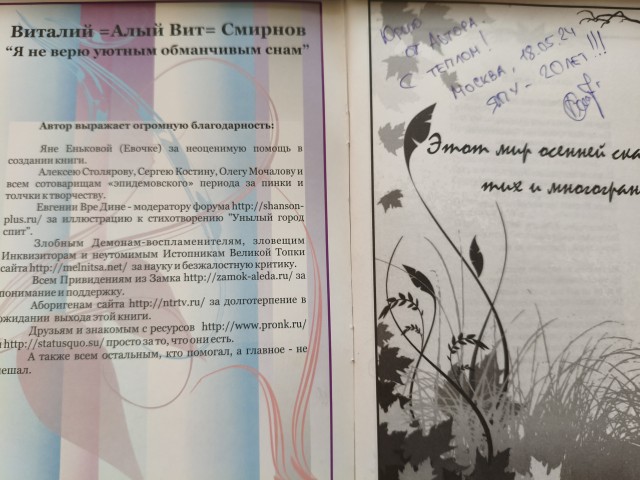 Виталий =Алый Вит= Смирнов
“Я не верю уютным обманчивым снам”
Автор выражает огромную благодарность:
Яне Еньковой (Евочке) за неоценимую помощь в
создании книги.
Алексею Столярову, Сергею Костину, Олегу Мочалову и
всем сотоварищам «эпидемовского» периода за пинки и
толчки к творчеству.
Евгении Вре Дине - модератору форума http://shanson-
plus.ru/ за иллюстрацию к стихотворению "Унылый город
спит".
Злобным Демонам-воспламенителям, зловещим
Инквизиторам и неутомимым Истопникам Великой Топки
сайта http://melnitsa.net/ за науку и безжалостную критику.
Всем Привидениям из Замка http://zamok-aleda.ru/ за
понимание и поддержку.
Аборигенам сайта http://ntrtv.ru/ за долготерпение в
ожидании выхода этой книги.
Друзьям и знакомым с ресурсов http://www.pronk.ru/
и http://statusquo.su/ просто за то, что они есть.
А также всем остальным, кто помогал, а главное - не
ешал.
от Автора.
С теплом!
Москва, 18.05.24
ЯПУ - 20 лет!!!
Этот мир осенней ска
тих и многогран